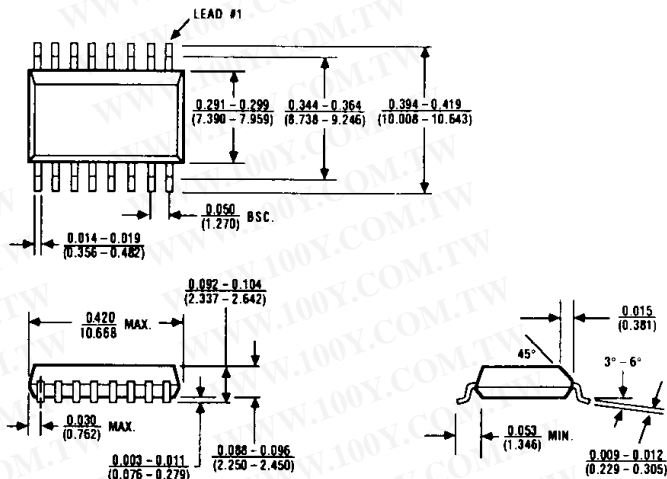 LEAD #1
0.291 – 0.299
(7.390 – 7.959)
0.344 – 0.364
(8.738 – 9.246)
0.394 – 0.419
(10.008 – 10.643)
0.050
(1.270)
BSC.
0.014 – 0.019
(0.356 – 0.482)
0.092 – 0.104
(2.337 – 2.642)
0.420
10.668
MAX.
0.015
(0.381)
45°
3° – 6°
0.030
(0.762)
MAX.
0.003 – 0.011
(0.076 – 0.279)
0.088 – 0.096
(2.250 – 2.450)
0.053
(1.346)
MIN.
0.009 – 0.012
(0.229 – 0.305)
WWW.100Y.COM.TW